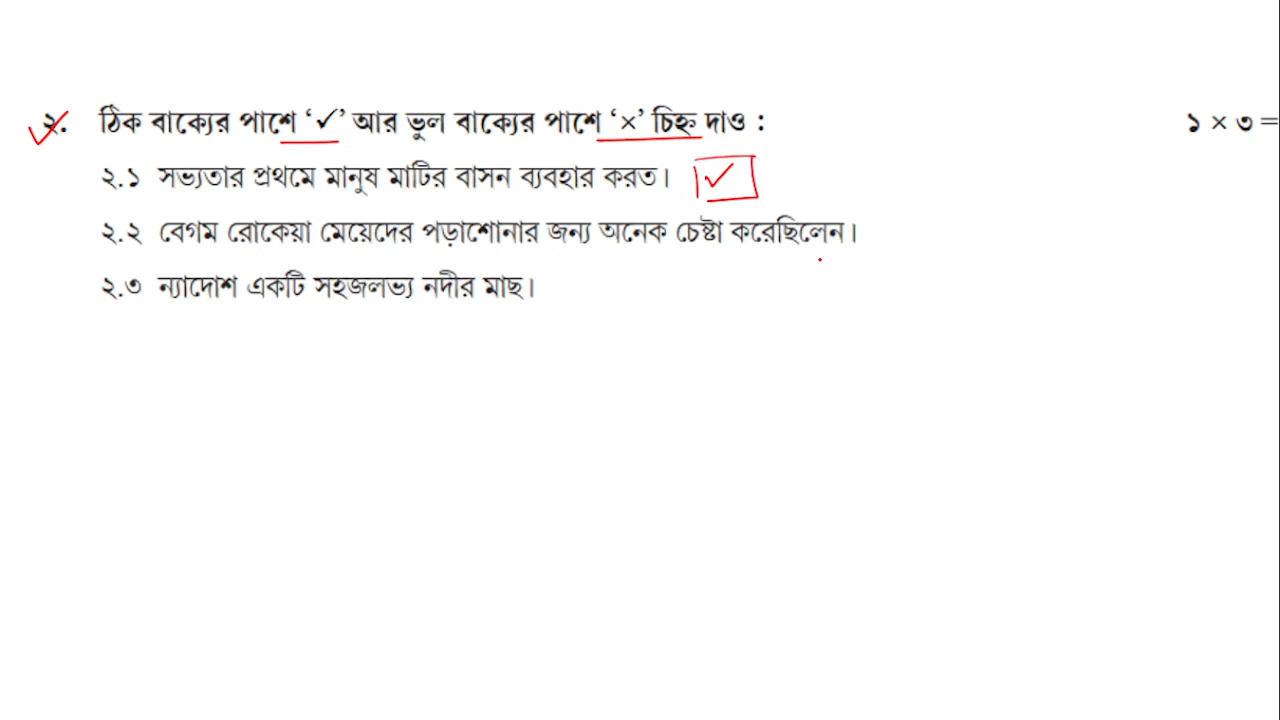 ২. ঠিক বাক্যের পাশে ‘✓’ আর ভুল বাক্যের পাশে ‘×’ চিহ্ন দাও : ১ × ৩ =
২.১ সভ্যতার প্রথমে মানুষ মাটির বাসন ব্যবহার করত। ✓
২.২ বেগম রোকেয়া মেয়েদের পড়াশোনার জন্য অনেক চেষ্টা করেছিলেন।
২.৩ ন্যাদোশ একটি সহজলভ্য নদীর মাছ।